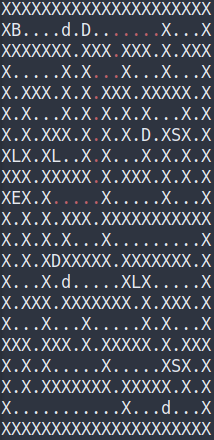 XXXXXXXXXXXXXXXXXXXXX
XB....d.D.......X...X
XXXXXXX.XXX.XXX.X.XXX
X.....X.X...X...X...X
X.XXX.X.X.XXX.XXXXX.X
X.X...X.X.X.X.X...X.X
X.X.XXX.X.X.X.D.XSX.X
XLX.XL..X.X...X.X.X.X
XXX.XXXXX.X.XXX.X.X.X
XEX.X.....X.....X...X
X.X.X.XXX.XXXXXXXXXXX
X.X.X.X...X.........X
X.X.XDXXXXX.XXXXXXX.X
X...X.d.....XLX.....X
X.XXX.XXXXXXX.X.XXX.X
X...X...X.....X.X...X
XXX.XXX.X.XXXXX.X.XXX
X.X.X.....X.....XSX.X
X.X.XXXXXXX.XXXXX.X.X
X...........X...d...X
XXXXXXXXXXXXXXXXXXXXX